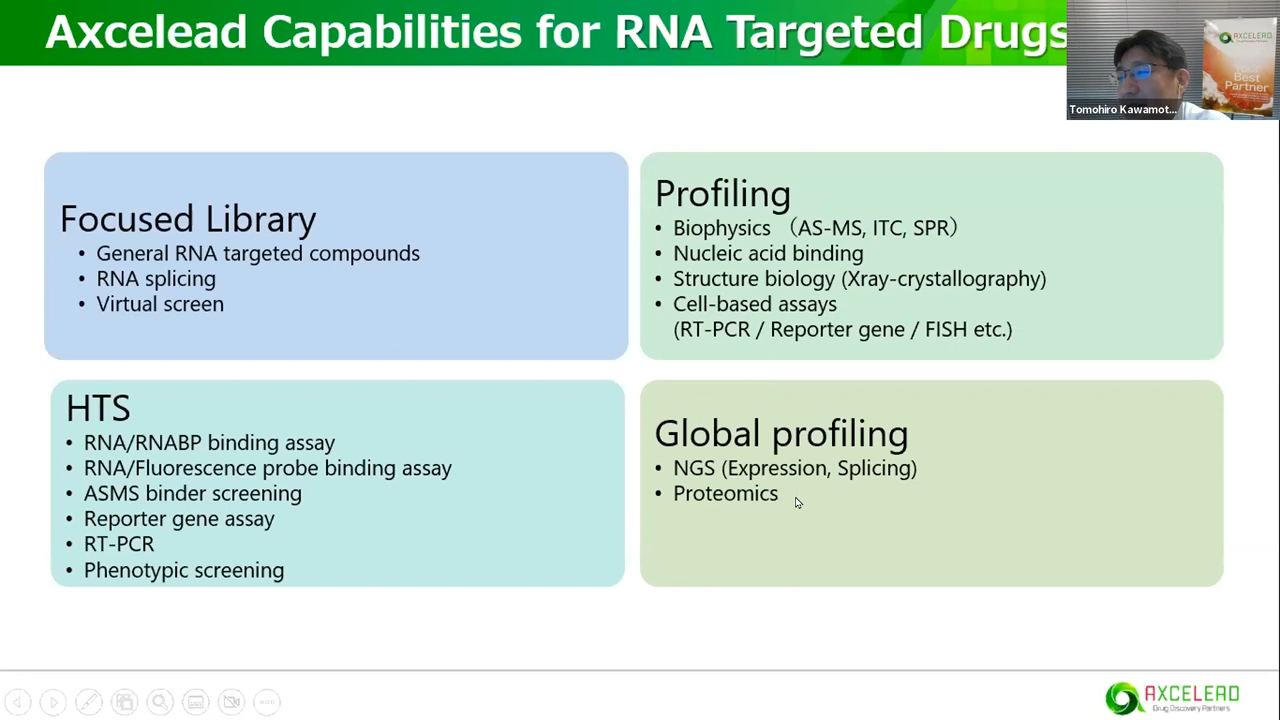 Axcelead Capabilities for RNA Targeted Drugs
AXCELEAD
Best
Partner
Tomohiro Kawamot...
Focused Library
• General RNA targeted compounds
• RNA splicing
• Virtual screen
Profiling
• Biophysics （AS-MS, ITC, SPR）
• Nucleic acid binding
• Structure biology (Xray-crystallography)
• Cell-based assays
(RT-PCR / Reporter gene / FISH etc.)
HTS
• RNA/RNABP binding assay
• RNA/Fluorescence probe binding assay
• ASMS binder screening
• Reporter gene assay
• RT-PCR
• Phenotypic screening
Global profiling
• NGS (Expression, Splicing)
• Proteomics
AXCELEAD
Drug Discovery Partners